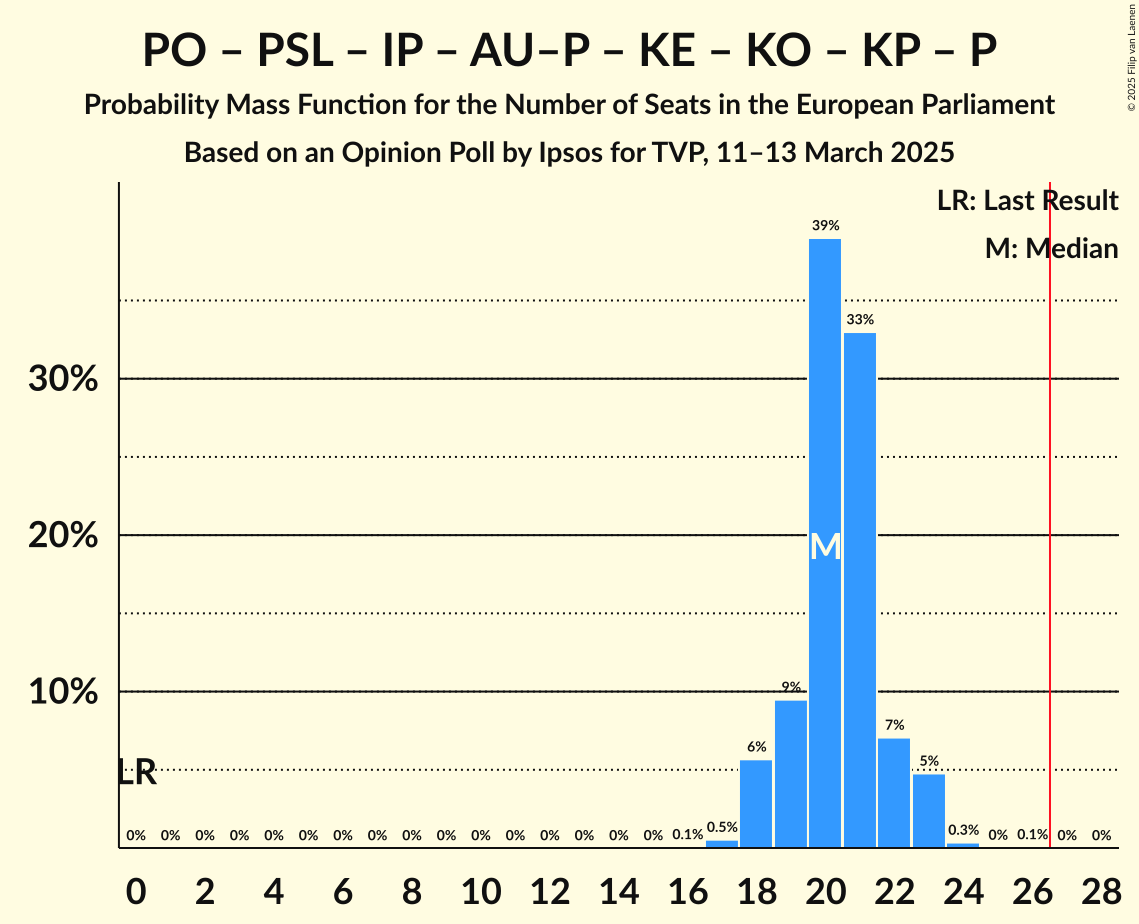 PO – PSL – IP – AU–P – KE – KO – KP – P
Probability Mass Function for the Number of Seats in the European Parliament
Based on an Opinion Poll by Ipsos for TVP, 11–13 March 2025
© 2025 Filip van Laenen
LR: Last Result
M: Median
39%
33%
30%
20%
M
10%
9%
7%
6%
5%
LR
0% 0% 0% 0% 0% 0% 0% 0% 0% 0% 0% 0% 0% 0% 0% 0% 0.1% 0.5% 0.3% 0% 0.1% 0% 0%
0 2 4 6 8 10 12 14 16 18 20 22 24 26 28